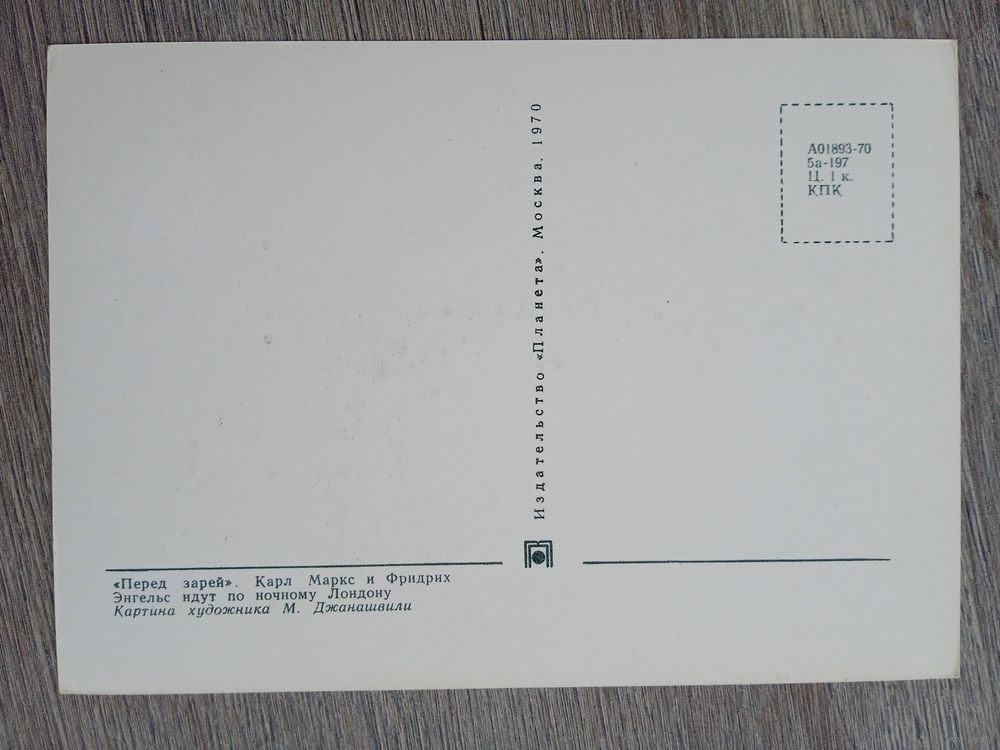 «Перед зарей». Карл Маркс и Фридрих
Энгельс идут по ночному Лондону
Картина художника М. Джанашвили
Издательство «Планета». Москва. 1970
А01893-70
5а-197
Ц. 1 к.
КПК